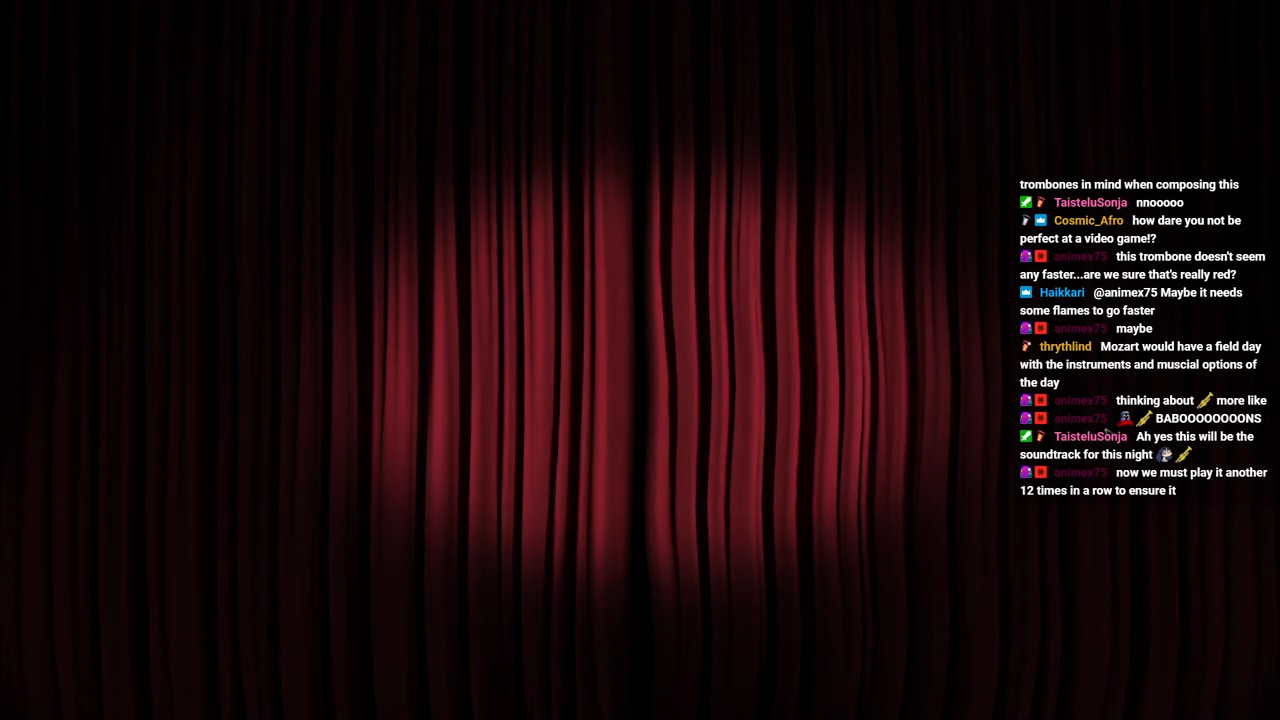 trombones in mind when composing this
TaisteluSonja nnooooo
Cosmic_Afro how dare you not be
perfect at a video game!?
animex75 this trombone doesn't seem
any faster...are we sure that's really red?
Haikkari @animex75 Maybe it needs
some flames to go faster
animex75 maybe
thrythlind Mozart would have a field day
with the instruments and muscial options of
the day
animex75 thinking about more like
animex75 BABOOOOOOOONS
TaisteluSonja Ah yes this will be the
soundtrack for this night
animex75 now we must play it another
12 times in a row to ensure it